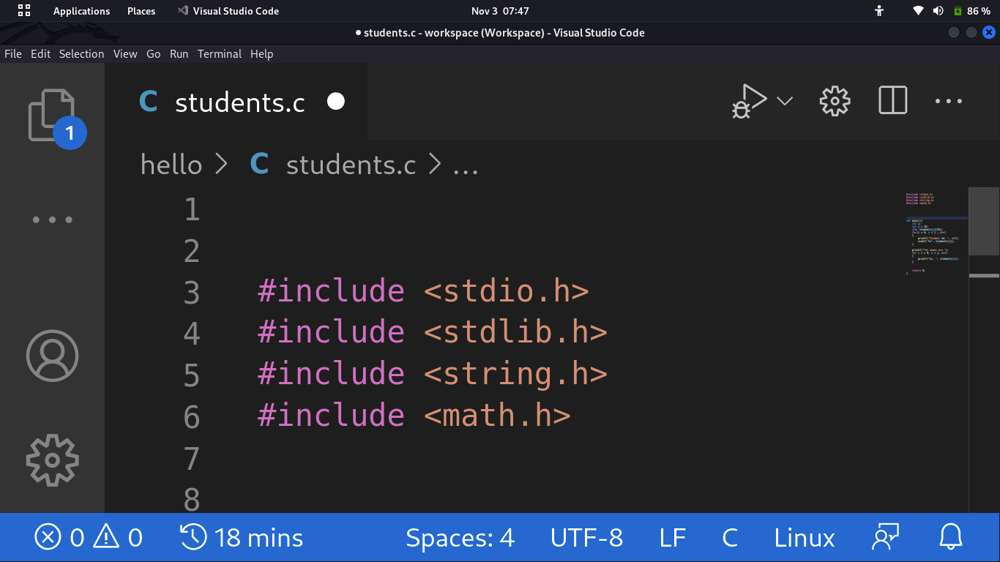 Applications Places Visual Studio Code Nov 3 07:47 86 %
students.c - workspace (Workspace) - Visual Studio Code
File Edit Selection View Go Run Terminal Help
C students.c
1
hello > C students.c > ...
1
2
3 #include <stdio.h>
4 #include <stdlib.h>
5 #include <string.h>
6 #include <math.h>
7
8
0 0 18 mins Spaces: 4 UTF-8 LF C Linux